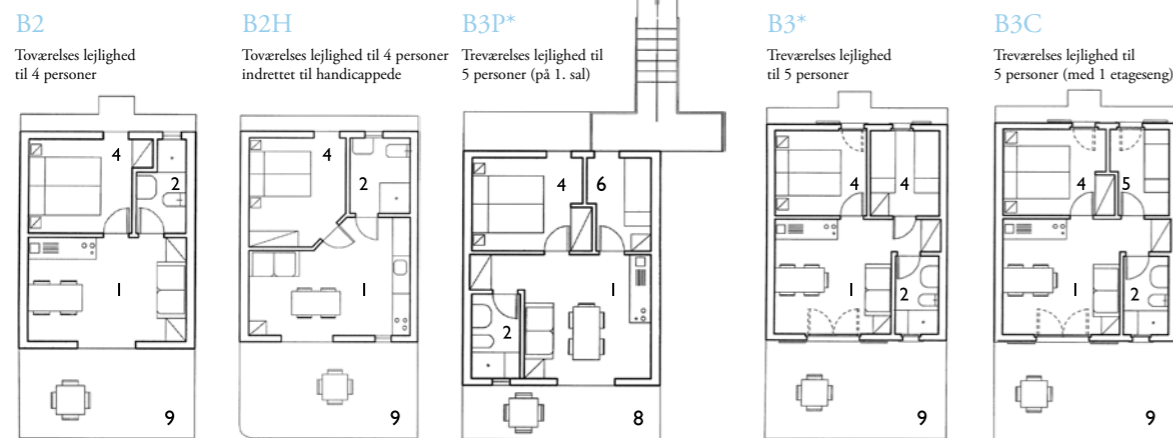 B2
Toværelses lejlighed
til 4 personer
4
2
1
9
B2H
Toværelses lejlighed til 4 personer
indrettet til handicappede
4
2
1
9
B3P*
Treværelses lejlighed til
5 personer (på 1. sal)
4
6
1
2
8
B3*
Treværelses lejlighed
til 5 personer
4
4
1
2
9
B3C
Treværelses lejlighed til
5 personer (med 1 etageseng)
4
5
1
2
9